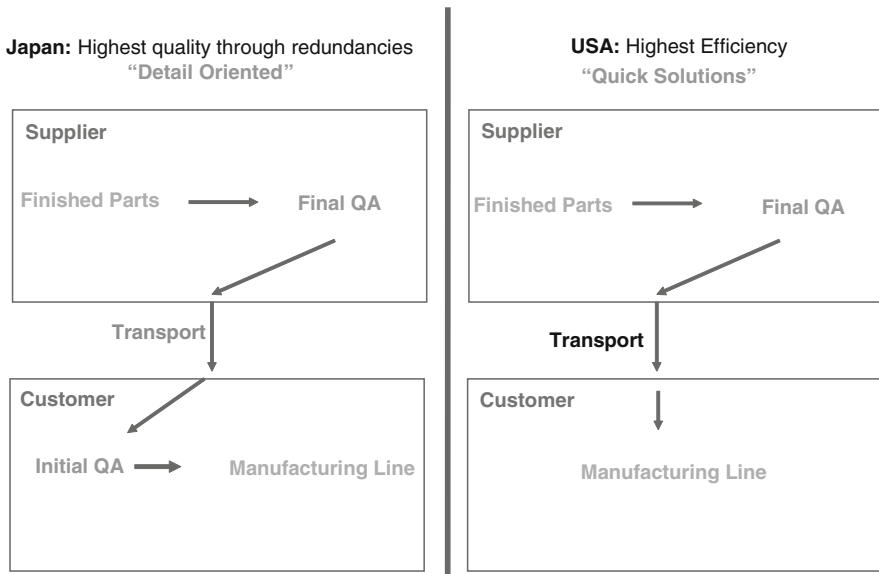 Japan: Highest quality through redundancies
“Detail Oriented”
Supplier
Finished Parts
Final QA
Transport
Customer
Initial QA
Manufacturing Line
USA: Highest Efficiency
“Quick Solutions”
Supplier
Finished Parts
Final QA
Transport
Customer
Manufacturing Line